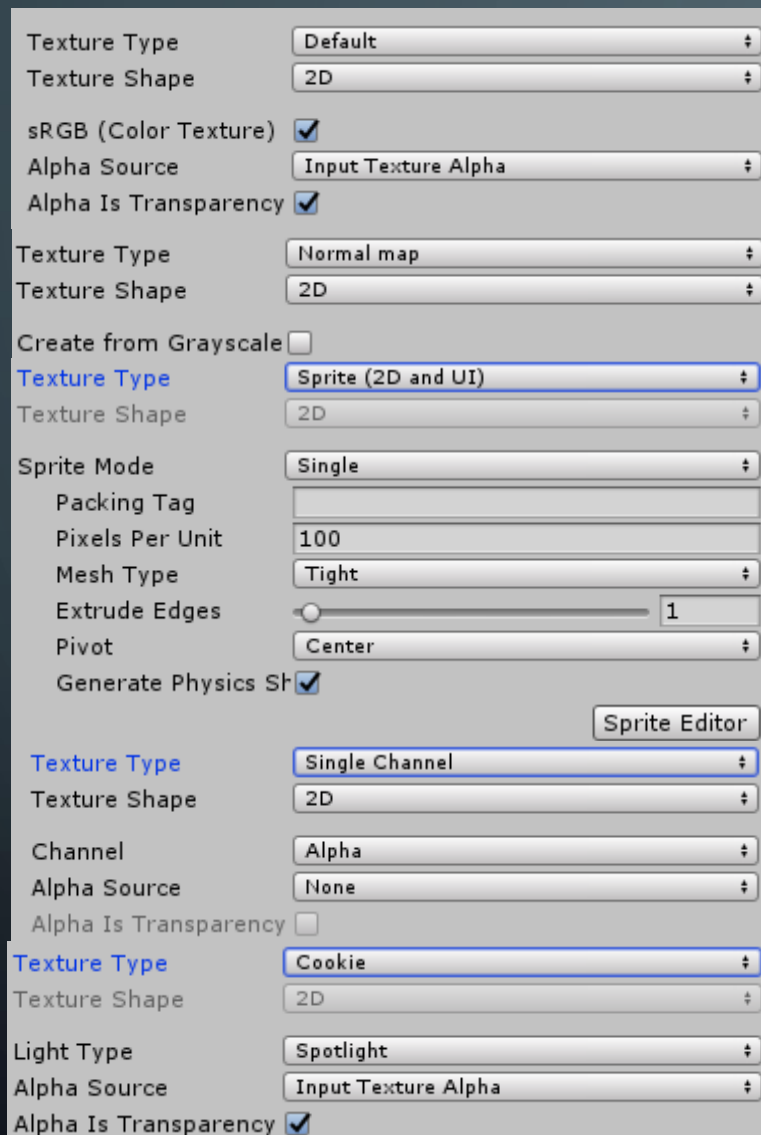 Texture Type Default
Texture Shape 2D
sRGB (Color Texture)
Alpha Source Input Texture Alpha
Alpha Is Transparency
Texture Type Normal map
Texture Shape 2D
Create from Grayscale
Texture Type Sprite (2D and UI)
Texture Shape 2D
Sprite Mode Single
Packing Tag
Pixels Per Unit 100
Mesh Type Tight
Extrude Edges 1
Pivot Center
Generate Physics Sh
Sprite Editor
Texture Type Single Channel
Texture Shape 2D
Channel Alpha
Alpha Source None
Alpha Is Transparency
Texture Type Cookie
Texture Shape 2D
Light Type Spotlight
Alpha Source Input Texture Alpha
Alpha Is Transparency